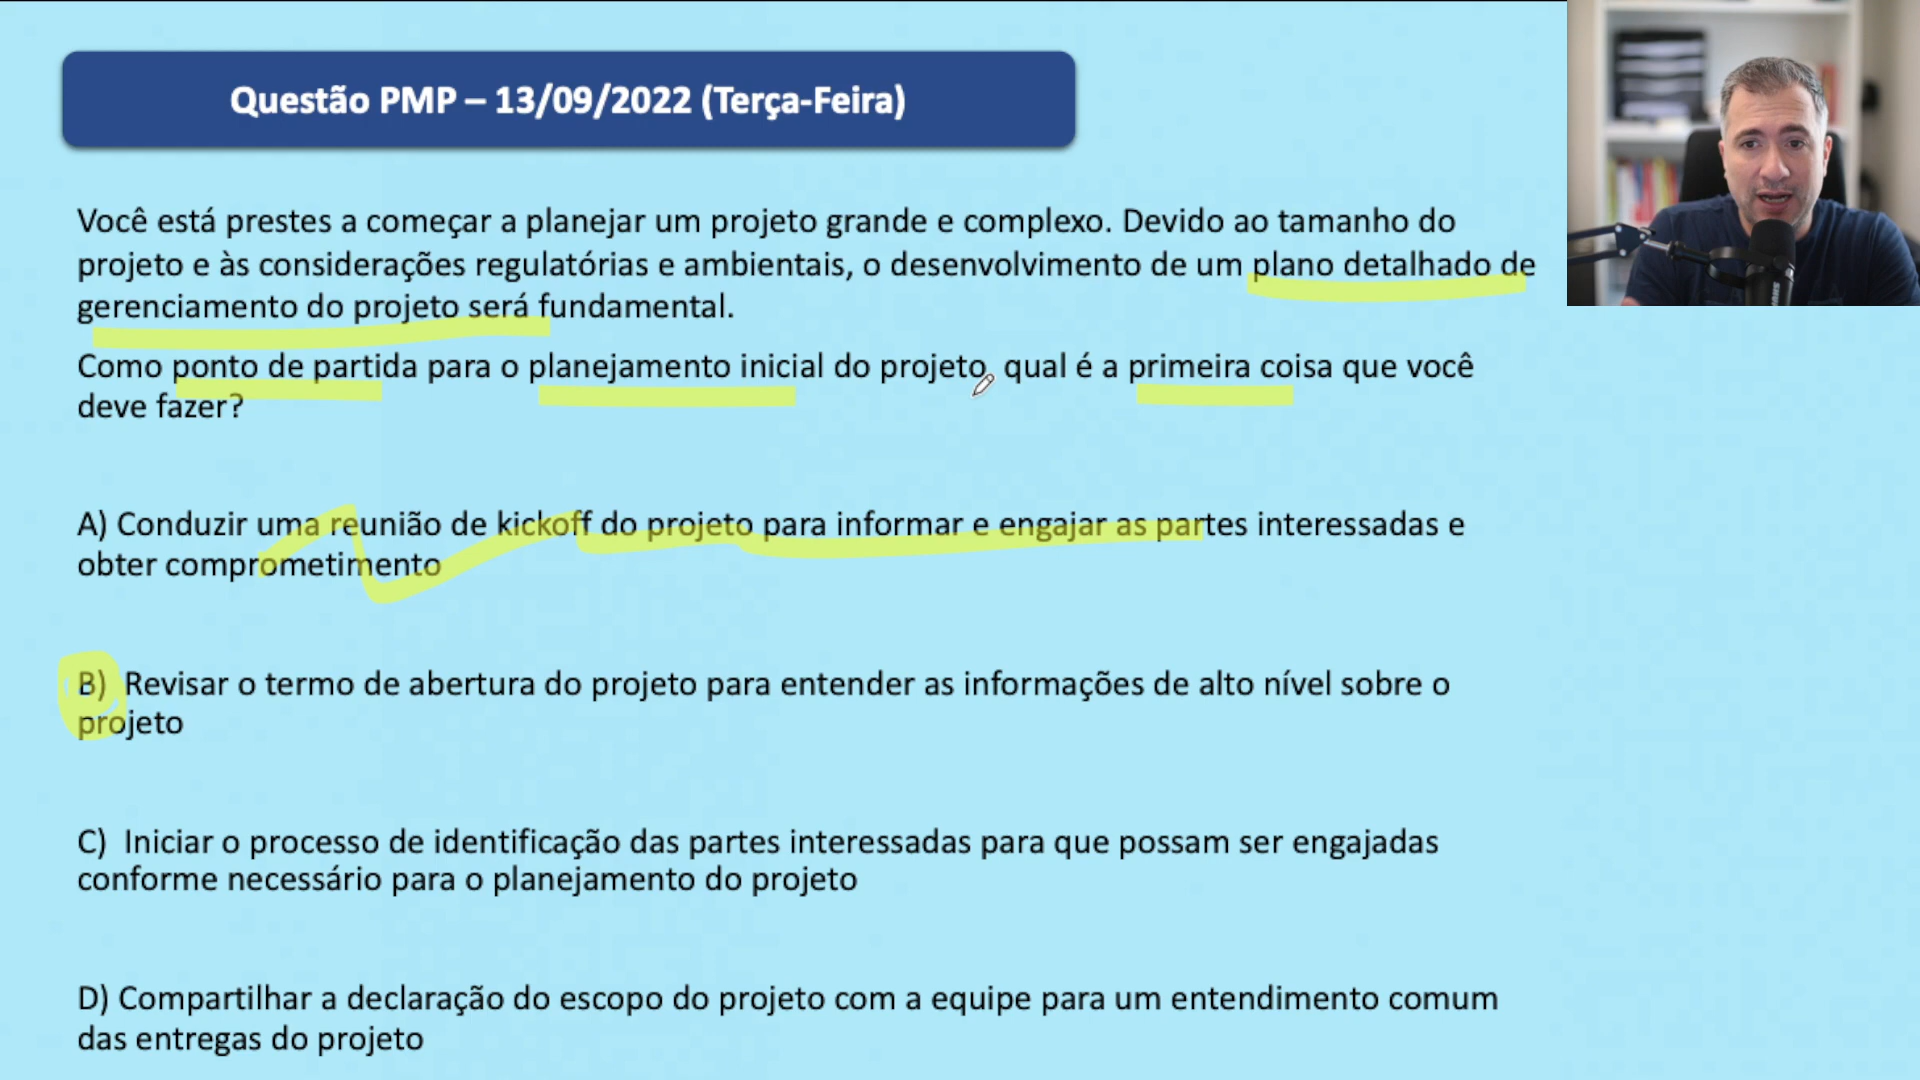 Questão PMP – 13/09/2022 (Terça-Feira)
Você está prestes a começar a planejar um projeto grande e complexo. Devido ao tamanho do
projeto e às considerações regulatórias e ambientais, o desenvolvimento de um plano detalhado de
gerenciamento do projeto será fundamental.
Como ponto de partida para o planejamento inicial do projeto, qual é a primeira coisa que você
deve fazer?
A) Conduzir uma reunião de kickoff do projeto para informar e engajar as partes interessadas e
obter comprometimento
B) Revisar o termo de abertura do projeto para entender as informações de alto nível sobre o
projeto
C) Iniciar o processo de identificação das partes interessadas para que possam ser engajadas
conforme necessário para o planejamento do projeto
D) Compartilhar a declaração do escopo do projeto com a equipe para um entendimento comum
das entregas do projeto